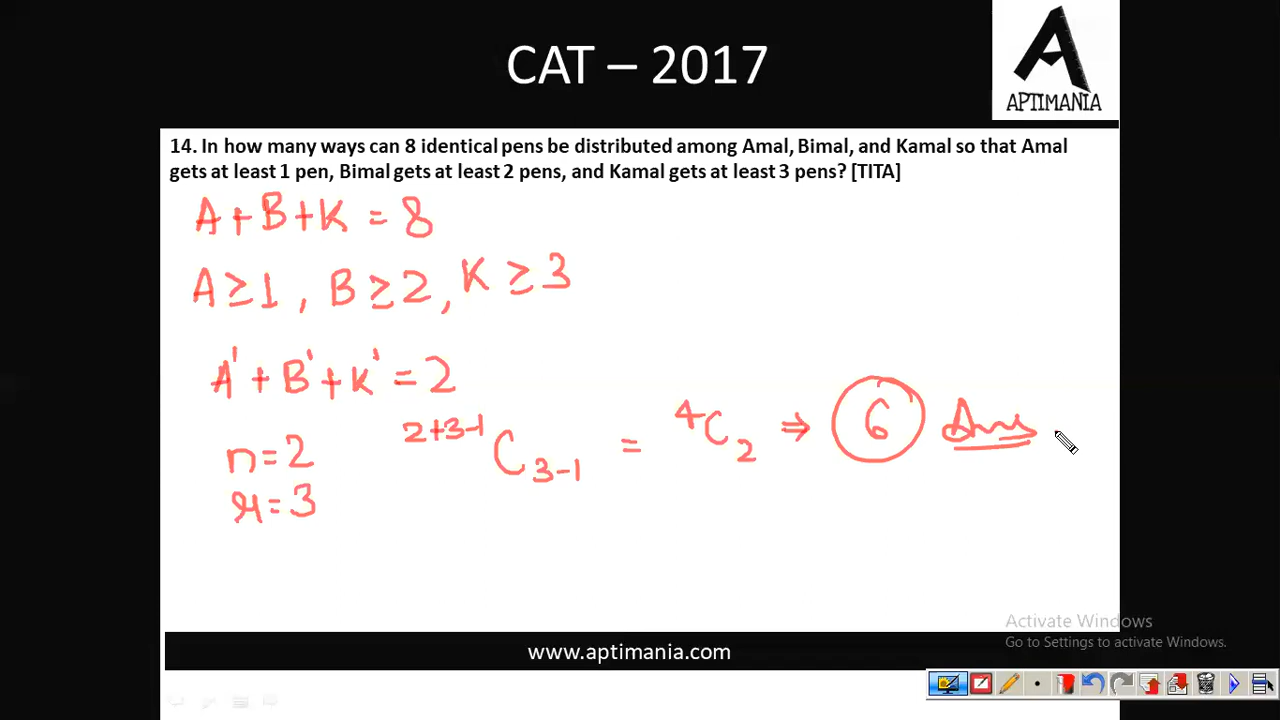 CAT – 2017
A
APTIMANIA
14. In how many ways can 8 identical pens be distributed among Amal, Bimal, and Kamal so that Amal
gets at least 1 pen, Bimal gets at least 2 pens, and Kamal gets at least 3 pens? [TITA]
A+B+K = 8
A≥1, B≥2, K≥3
A'+B'+K' = 2
n=2
r=3
2+3-1C3-1 = 4C2 ⇒ 6 Ans
Activate Windows
Go to Settings to activate Windows.
www.aptimania.com